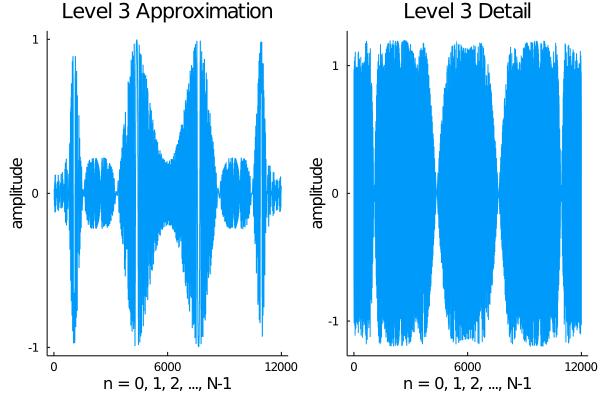 Level 3 Approximation
1
0
-1
amplitude
0
6000
12000
n = 0, 1, 2, ..., N-1
Level 3 Detail
1
0
-1
amplitude
0
6000
12000
n = 0, 1, 2, ..., N-1